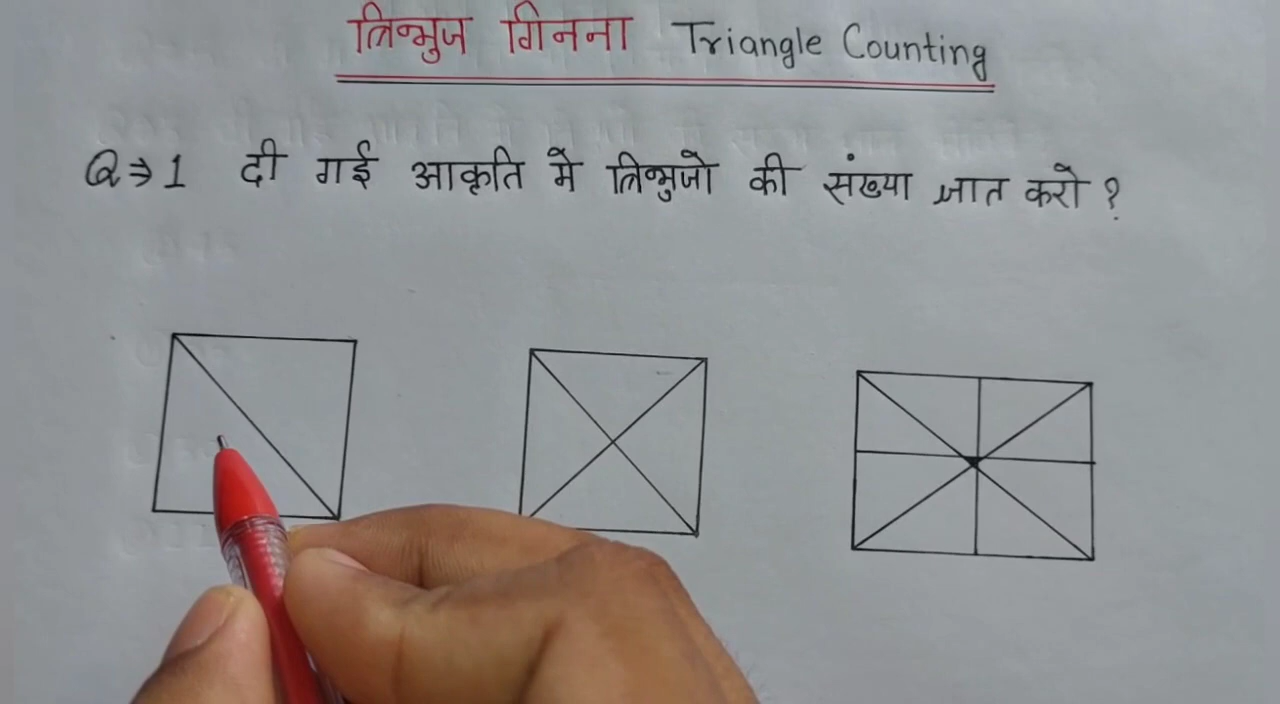 त्रिभुज गिनना Triangle Counting
Q⇒1 दी गई आकृति मे त्रिभुजो की संख्या ज्ञात करो ?